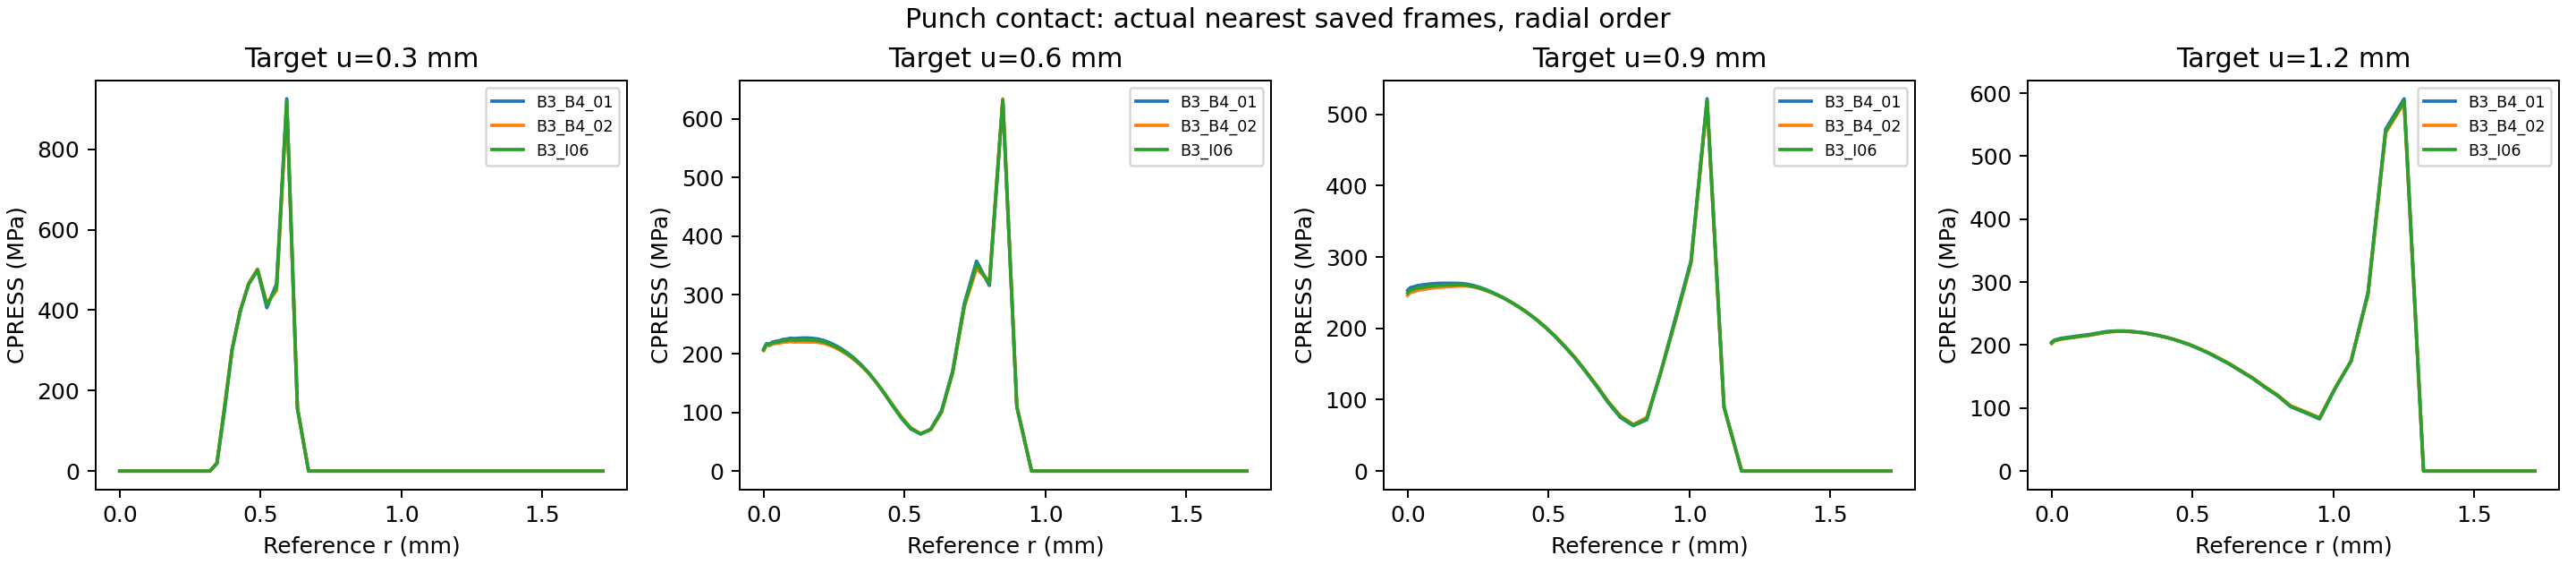 Punch contact: actual nearest saved frames, radial order
Target u=0.3 mm
CPRESS (MPa)
800
600
400
200
0
0.0 0.5 1.0 1.5
Reference r (mm)
B3_B4_01
B3_B4_02
B3_I06
Target u=0.6 mm
CPRESS (MPa)
600
500
400
300
200
100
0
0.0 0.5 1.0 1.5
Reference r (mm)
B3_B4_01
B3_B4_02
B3_I06
Target u=0.9 mm
CPRESS (MPa)
500
400
300
200
100
0
0.0 0.5 1.0 1.5
Reference r (mm)
B3_B4_01
B3_B4_02
B3_I06
Target u=1.2 mm
CPRESS (MPa)
600
500
400
300
200
100
0
0.0 0.5 1.0 1.5
Reference r (mm)
B3_B4_01
B3_B4_02
B3_I06